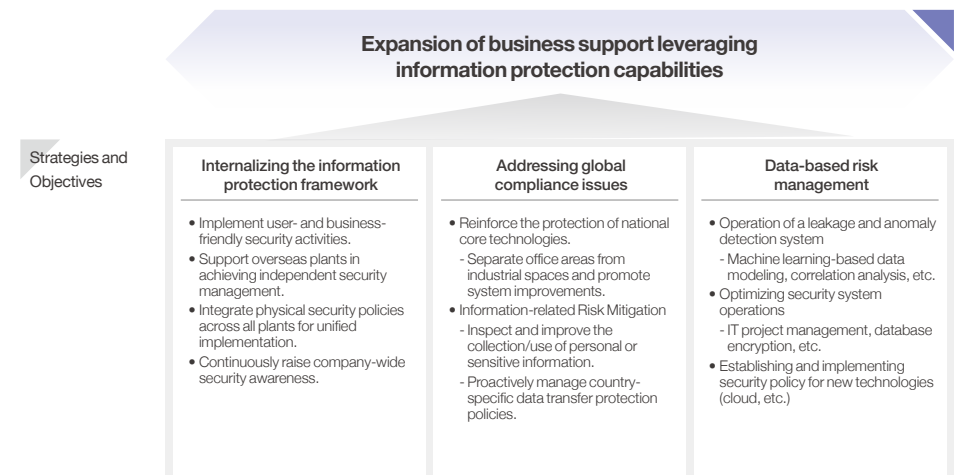 Expansion of business support leveraging
information protection capabilities
Strategies and
Objectives
Internalizing the information
protection framework
• Implement user- and business-
friendly security activities.
• Support overseas plants in
achieving independent security
management.
• Integrate physical security policies
across all plants for unified
implementation.
• Continuously raise company-wide
security awareness.
Addressing global
compliance issues
• Reinforce the protection of national
core technologies.
- Separate office areas from
industrial spaces and promote
system improvements.
• Information-related Risk Mitigation
- Inspect and improve the
collection/use of personal or
sensitive information.
- Proactively manage country-
specific data transfer protection
policies.
Data-based risk
management
• Operation of a leakage and anomaly
detection system
- Machine learning-based data
modeling, correlation analysis, etc.
• Optimizing security system
operations
- IT project management, database
encryption, etc.
• Establishing and implementing
security policy for new technologies
(cloud, etc.)